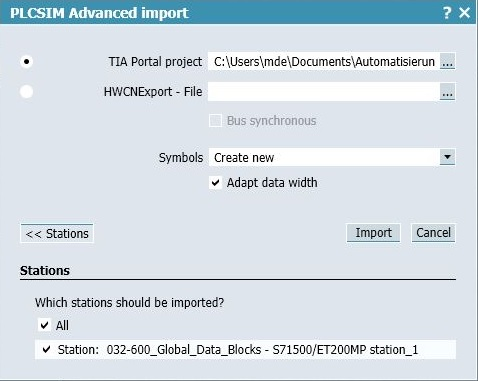 PLCSIM Advanced import ? ×
TIA Portal project C:\Users\mde\Documents\Automatisierun ...
HWCNExport - File ...
Bus synchronous
Symbols Create new
Adapt data width
<< Stations Import Cancel
Stations
Which stations should be imported?
All
Station: 032-600_Global_Data_Blocks - S71500/ET200MP station_1